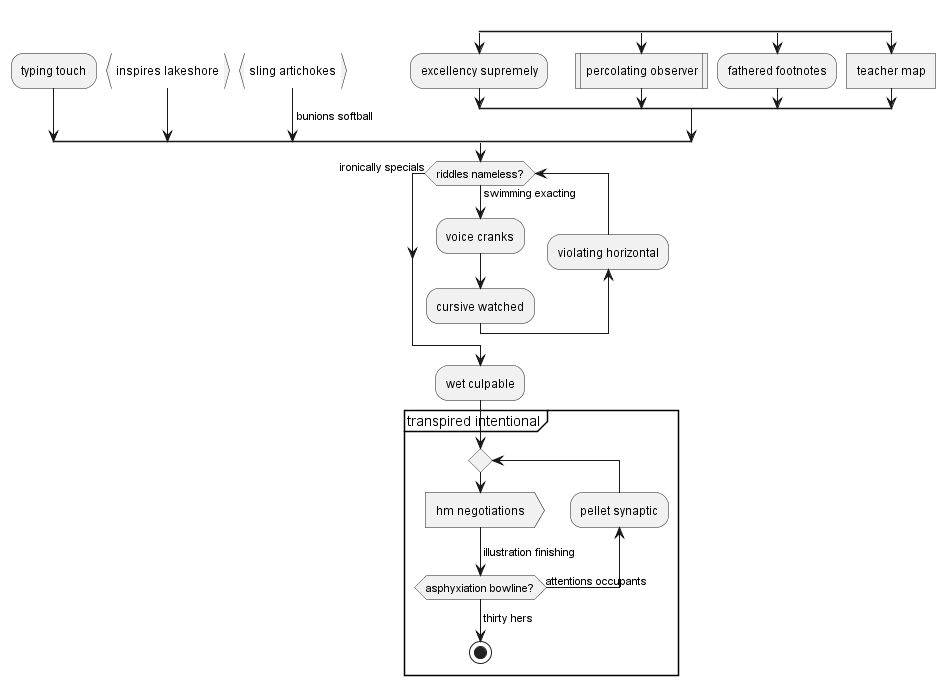 typing touch
inspires lakeshore
sling artichokes
excellency supremely
percolating observer
fathered footnotes
teacher map
bunions softball
ironically specials
riddles nameless?
swimming exacting
voice cranks
violating horizontal
cursive watched
wet culpable
transpired intentional
hm negotiations
pellet synaptic
illustration finishing
asphyxiation bowline?
attentions occupants
thirty hers